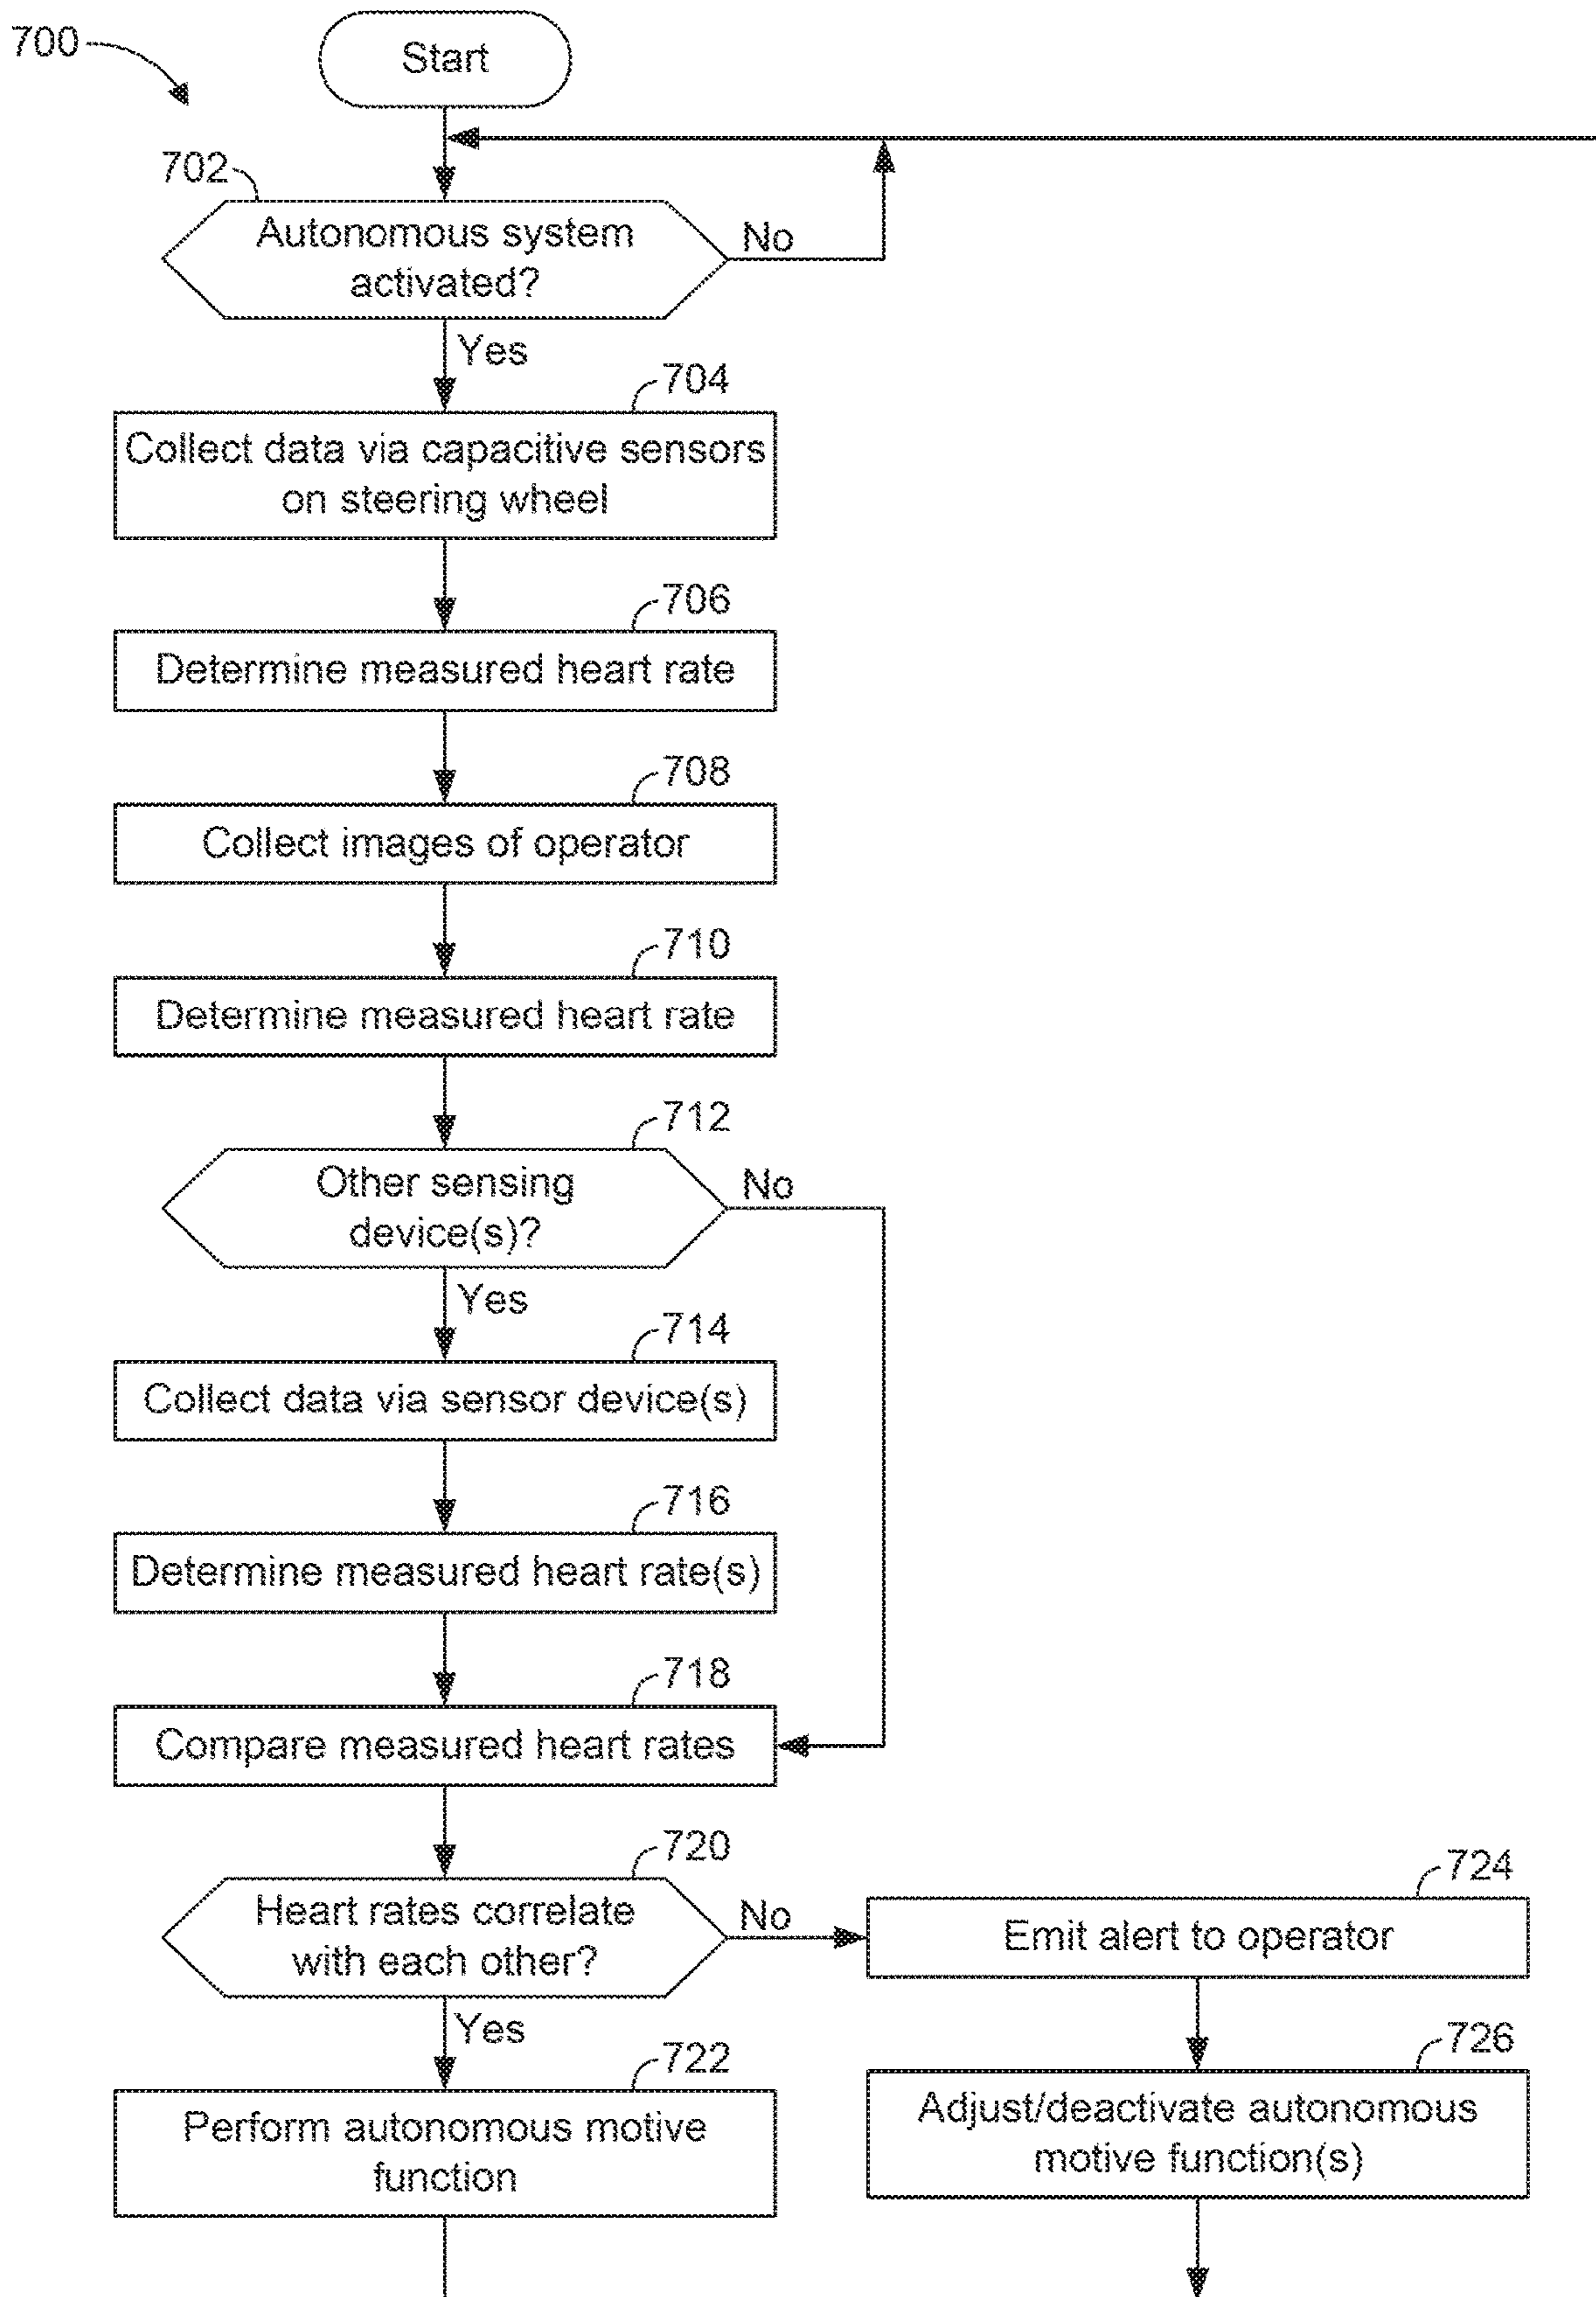 700
Start
702
Autonomous system
activated?
No
Yes
704
Collect data via capacitive sensors
on steering wheel
706
Determine measured heart rate
708
Collect images of operator
710
Determine measured heart rate
712
Other sensing
device(s)?
No
Yes
714
Collect data via sensor device(s)
716
Determine measured heart rate(s)
718
Compare measured heart rates
720
Heart rates correlate
with each other?
No
Yes
724
Emit alert to operator
722
Perform autonomous motive
function
726
Adjust/deactivate autonomous
motive function(s)